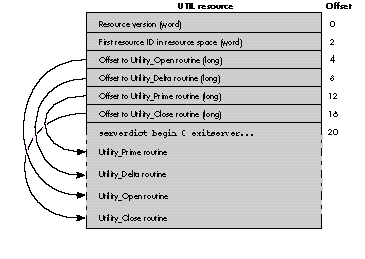 UTIL resource Offset
Resource version (word) 0
First resource ID in resource space (word) 2
Offset to Utility_Open routine (long) 4
Offset to Utility_Delta routine (long) 8
Offset to Utility_Prime routine (long) 12
Offset to Utility_Close routine (long) 16
serverdict begin 0 exitserver... 20
Utility_Prime routine
Utility_Delta routine
Utility_Open routine
Utility_Close routine